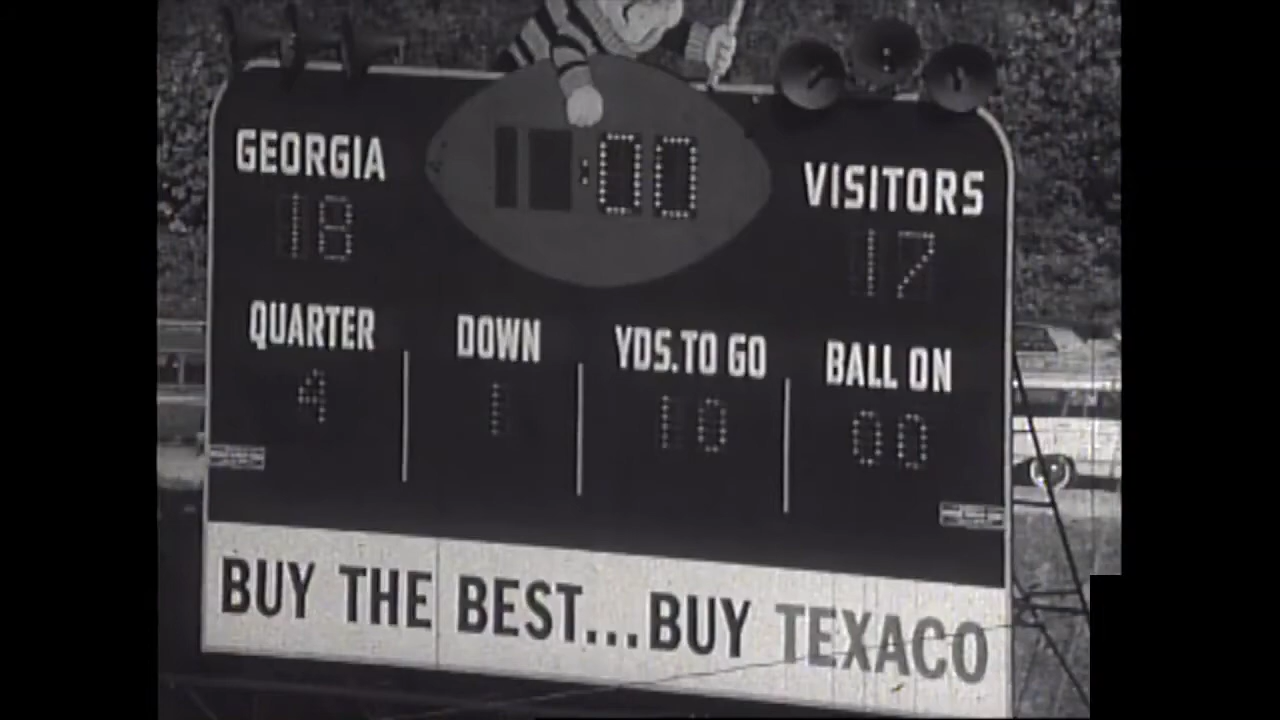 :00
GEORGIA
VISITORS
18
17
QUARTER DOWN YDS.TO GO BALL ON
4 1 10 00
BUY THE BEST...BUY TEXACO